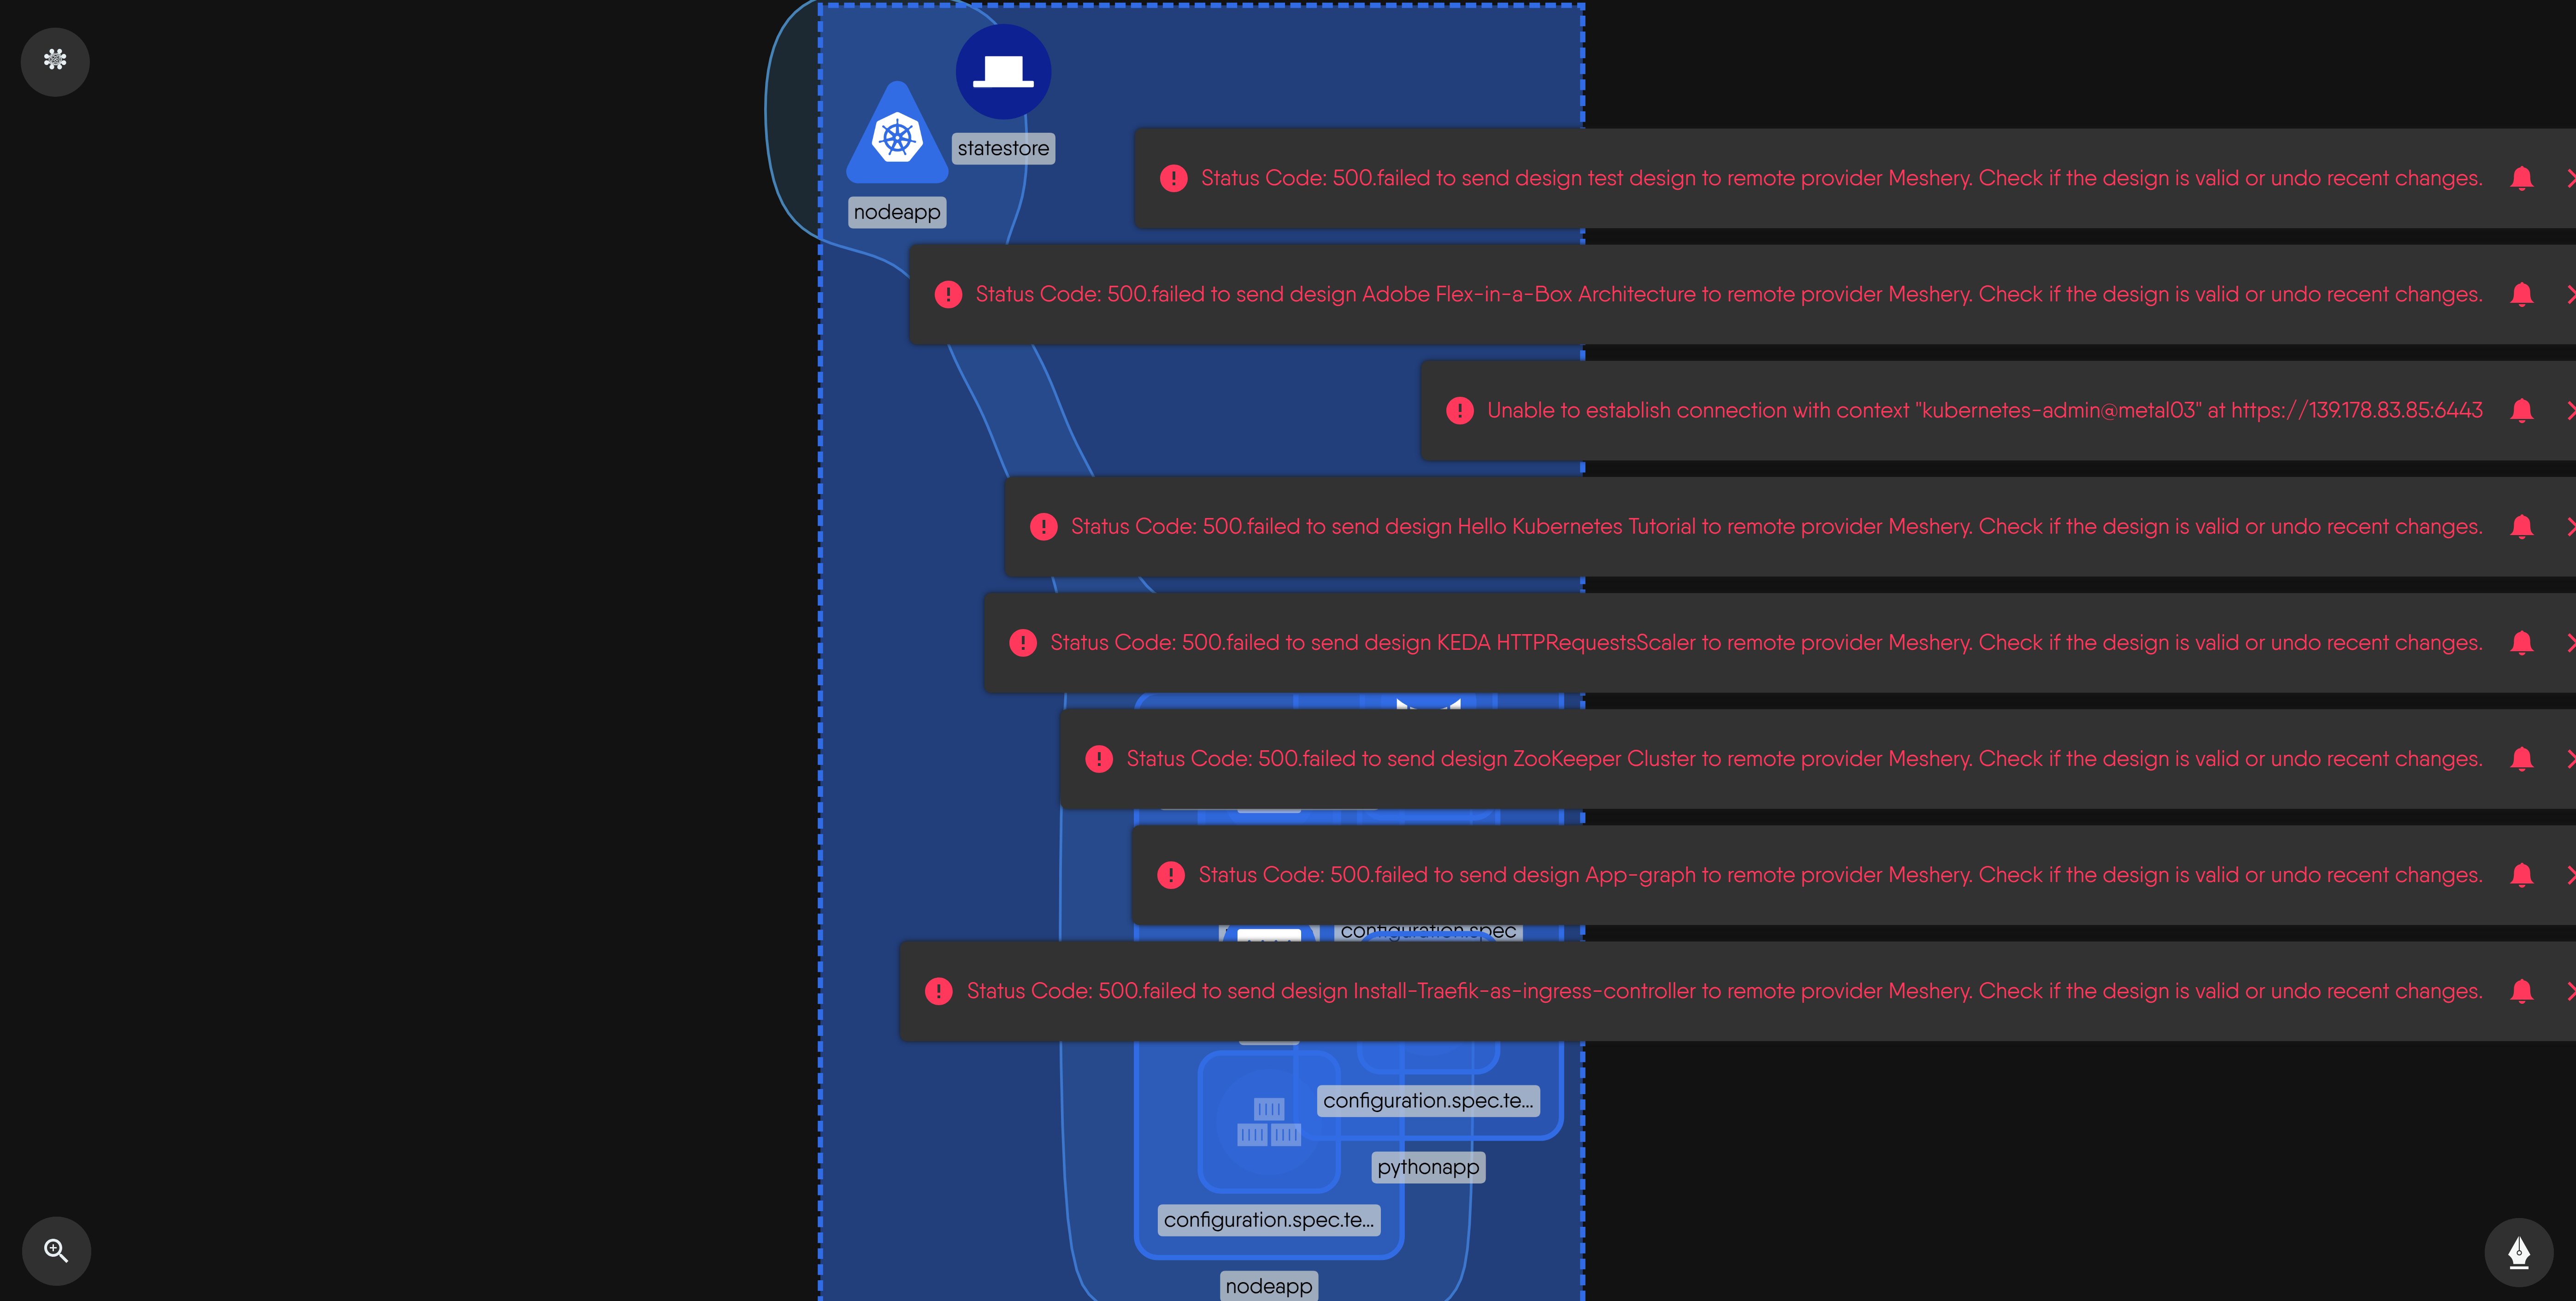 statestore
nodeapp
Status Code: 500.failed to send design test design to remote provider Meshery. Check if the design is valid or undo recent changes.
Status Code: 500.failed to send design Adobe Flex-in-a-Box Architecture to remote provider Meshery. Check if the design is valid or undo recent changes.
Unable to establish connection with context "kubernetes-admin@metal03" at https://139.178.83.85:6443
Status Code: 500.failed to send design Hello Kubernetes Tutorial to remote provider Meshery. Check if the design is valid or undo recent changes.
Status Code: 500.failed to send design KEDA HTTPRequestsScaler to remote provider Meshery. Check if the design is valid or undo recent changes.
Status Code: 500.failed to send design ZooKeeper Cluster to remote provider Meshery. Check if the design is valid or undo recent changes.
Status Code: 500.failed to send design App-graph to remote provider Meshery. Check if the design is valid or undo recent changes.
configuration.spec
Status Code: 500.failed to send design Install-Traefik-as-ingress-controller to remote provider Meshery. Check if the design is valid or undo recent changes.
configuration.spec.te...
pythonapp
configuration.spec.te...
nodeapp